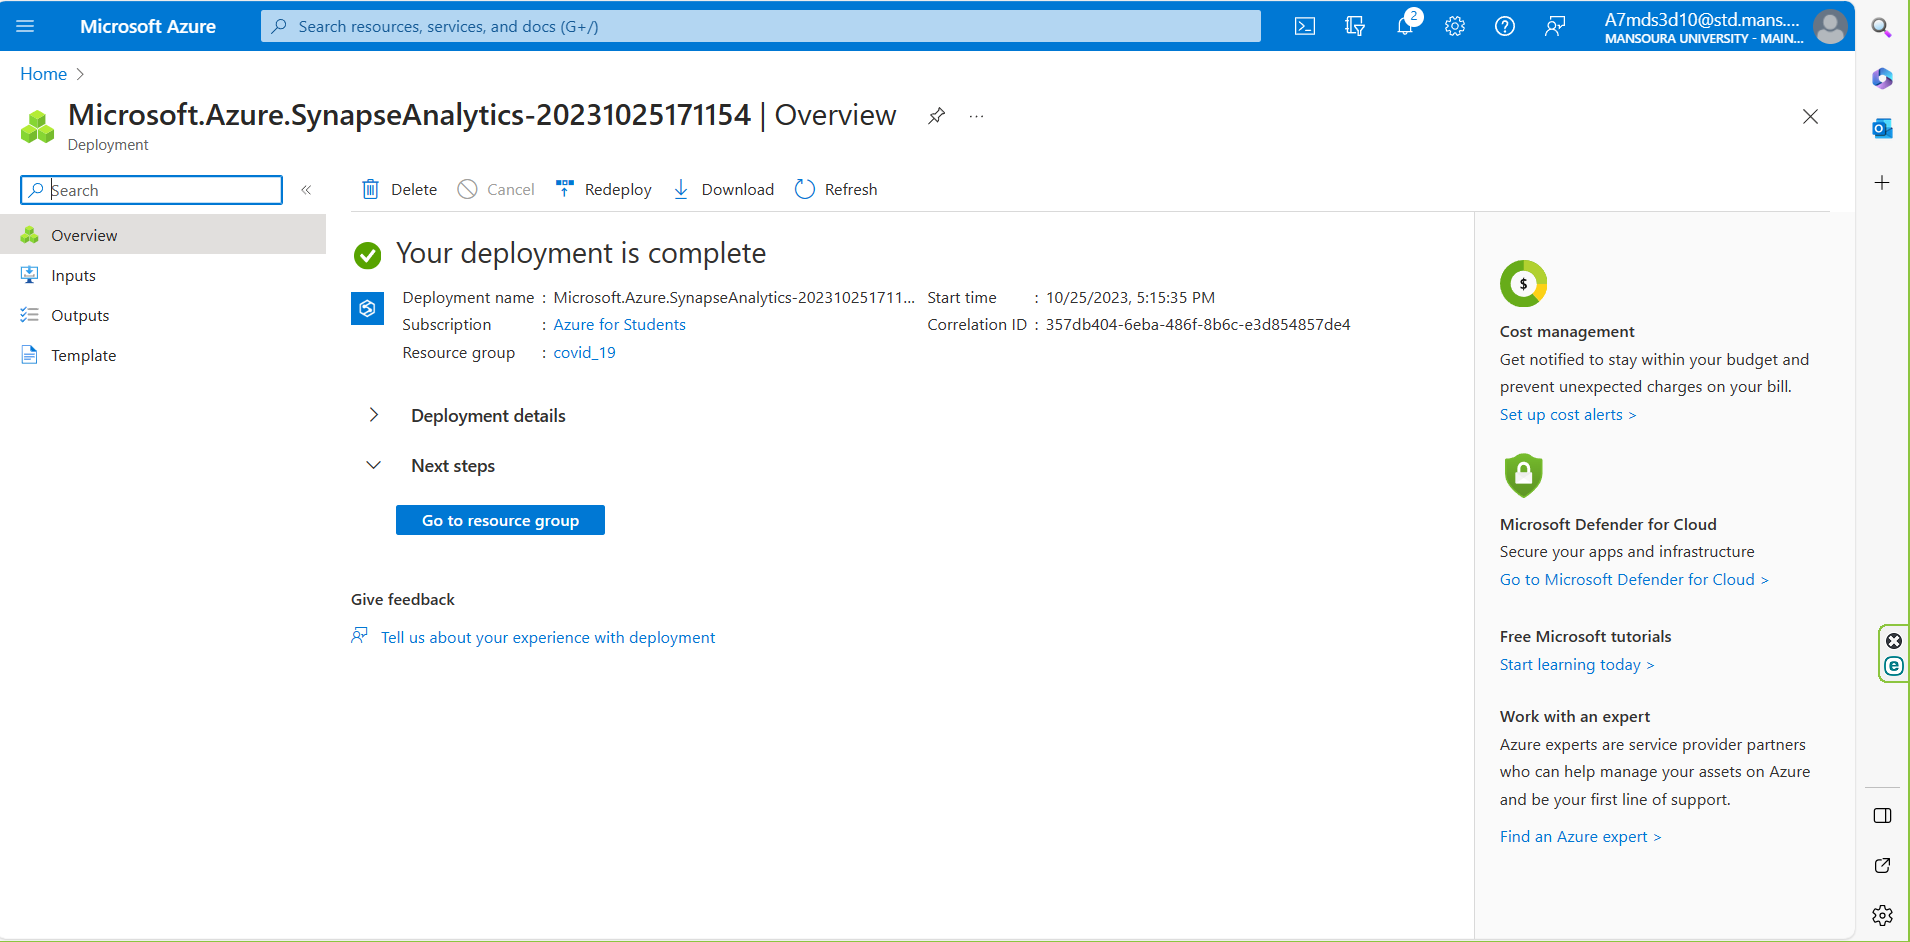 Microsoft Azure
Search resources, services, and docs (G+/)
2
A7mds3d10@std.mans....
MANSOURA UNIVERSITY - MAIN...
Home
Microsoft.Azure.SynapseAnalytics-20231025171154 | Overview
Deployment
Search
Delete
Cancel
Redeploy
Download
Refresh
Overview
Inputs
Outputs
Template
Your deployment is complete
Deployment name : Microsoft.Azure.SynapseAnalytics-202310251711...
Subscription : Azure for Students
Resource group : covid_19
Start time : 10/25/2023, 5:15:35 PM
Correlation ID : 357db404-6eba-486f-8b6c-e3d854857de4
Deployment details
Next steps
Go to resource group
Give feedback
Tell us about your experience with deployment
$
Cost management
Get notified to stay within your budget and
prevent unexpected charges on your bill.
Set up cost alerts >
Microsoft Defender for Cloud
Secure your apps and infrastructure
Go to Microsoft Defender for Cloud >
Free Microsoft tutorials
Start learning today >
Work with an expert
Azure experts are service provider partners
who can help manage your assets on Azure
and be your first line of support.
Find an Azure expert >